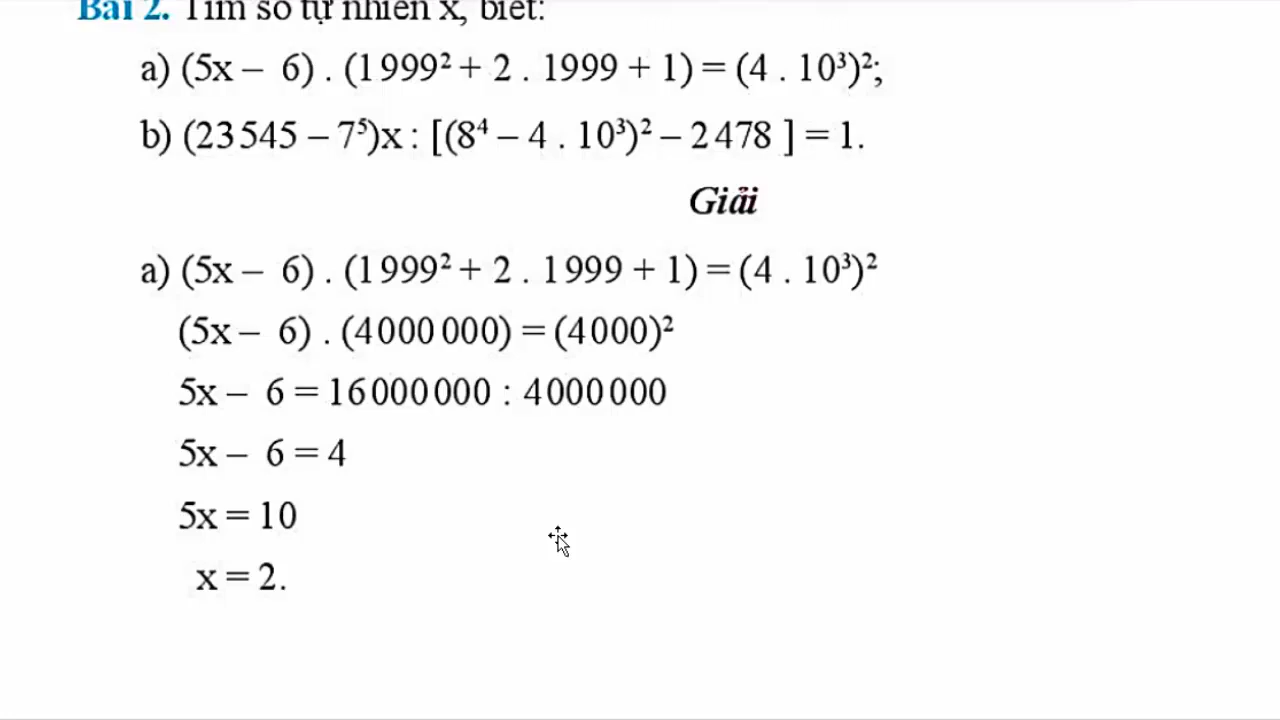 Bài 2. Tìm số tự nhiên x, biết:
a) (5x – 6) . (1999² + 2 . 1999 + 1) = (4 . 10³)²;
b) (23545 – 7⁵)x : [(8⁴ – 4 . 10³)² – 2478 ] = 1.
Giải
a) (5x – 6) . (1999² + 2 . 1999 + 1) = (4 . 10³)²
(5x – 6) . (4000 000) = (4000)²
5x – 6 = 16000000 : 4000000
5x – 6 = 4
5x = 10
x = 2.